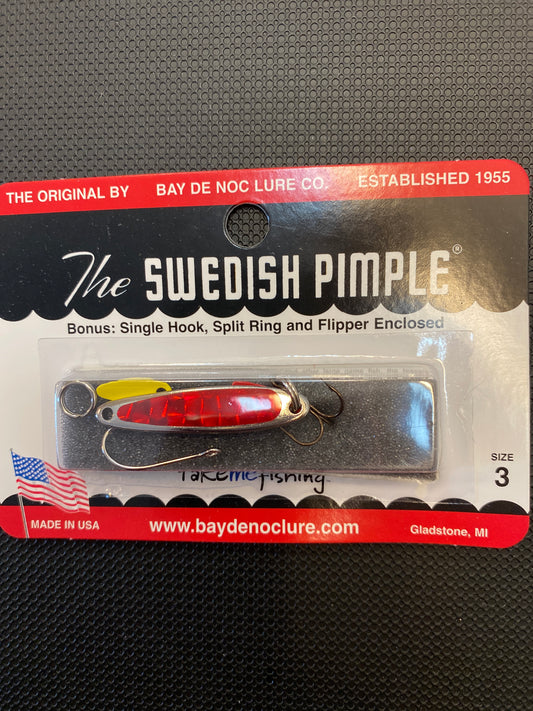 THE ORIGINAL BY BAY DE NOC LURE CO. ESTABLISHED 1955
The SWEDISH PIMPLE®
Bonus: Single Hook, Split Ring and Flipper Enclosed
Takemefishing
SIZE
3
MADE IN USA
www.baydenoclure.com
Gladstone, MI